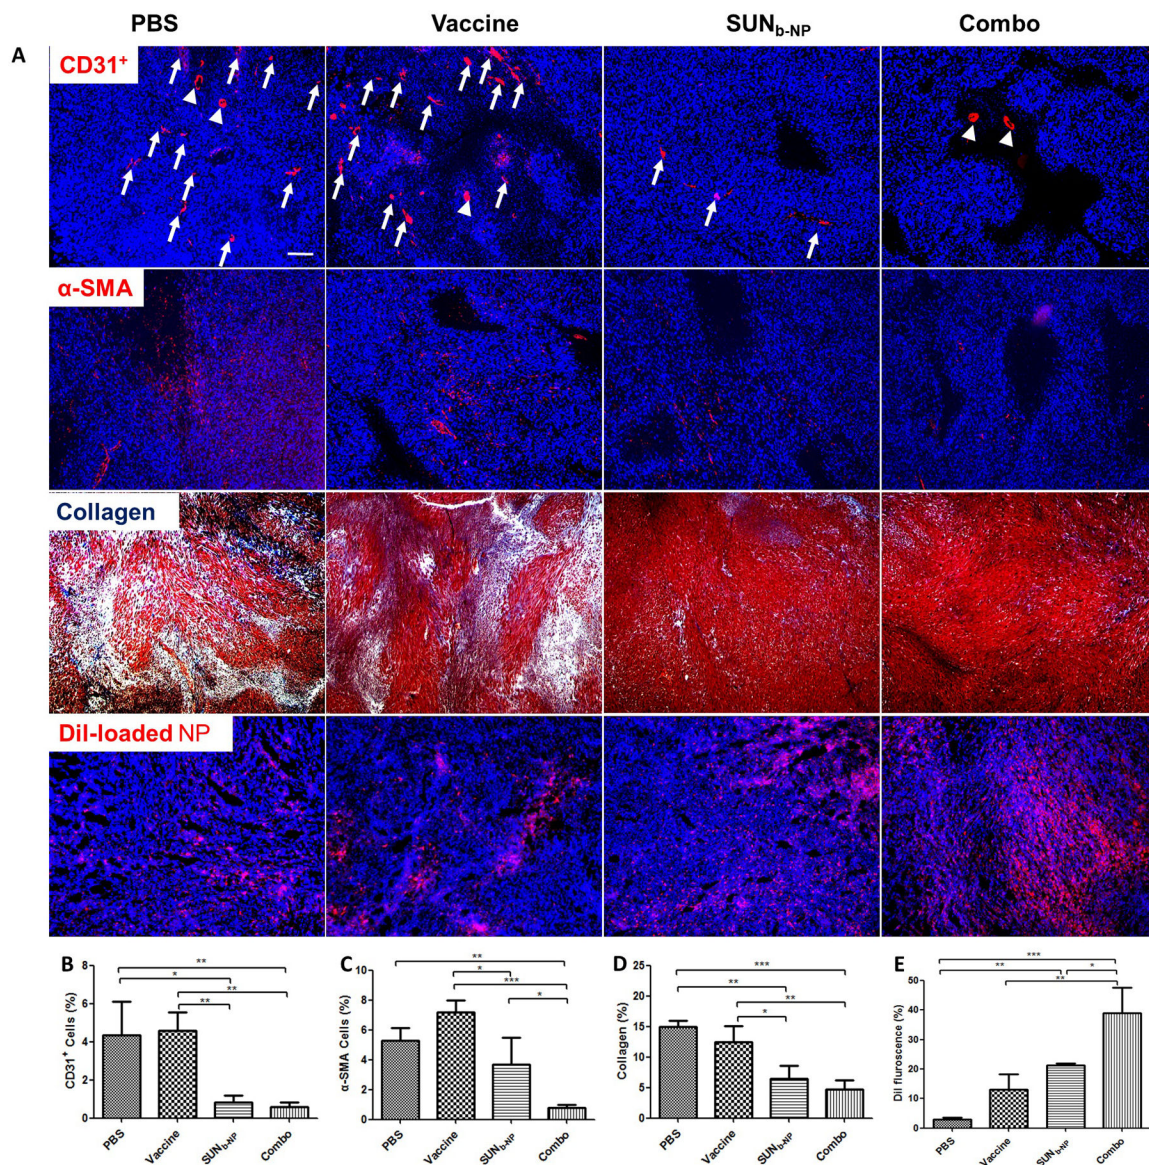 PBS Vaccine SUNb-NP Combo
A
CD31+
α-SMA
Collagen
DiI-loaded NP
B
CD31+ Cells (%)
8
6
4
2
0
**
*
**
**
PBS Vaccine SUNb-NP Combo
C
α-SMA Cells (%)
10
8
6
4
2
0
**
*
***
*
PBS Vaccine SUNb-NP Combo
D
Collagen (%)
25
20
15
10
5
0
***
**
**
*
PBS Vaccine SUNb-NP Combo
E
DiI fluroscence (%)
50
40
30
20
10
0
***
**
*
**
PBS Vaccine SUNb-NP Combo